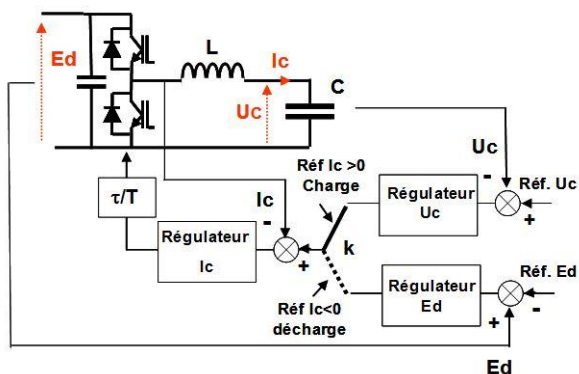 L
Ic
Ed
C
Uc
Uc
Réf Ic >0
Charge
τ/T
Ic
-
-
Régulateur
Uc
Réf. Uc
+
Régulateur
Ic
+
k
Réf Ic<0
décharge
Régulateur
Ed
Réf. Ed
+
-
Ed